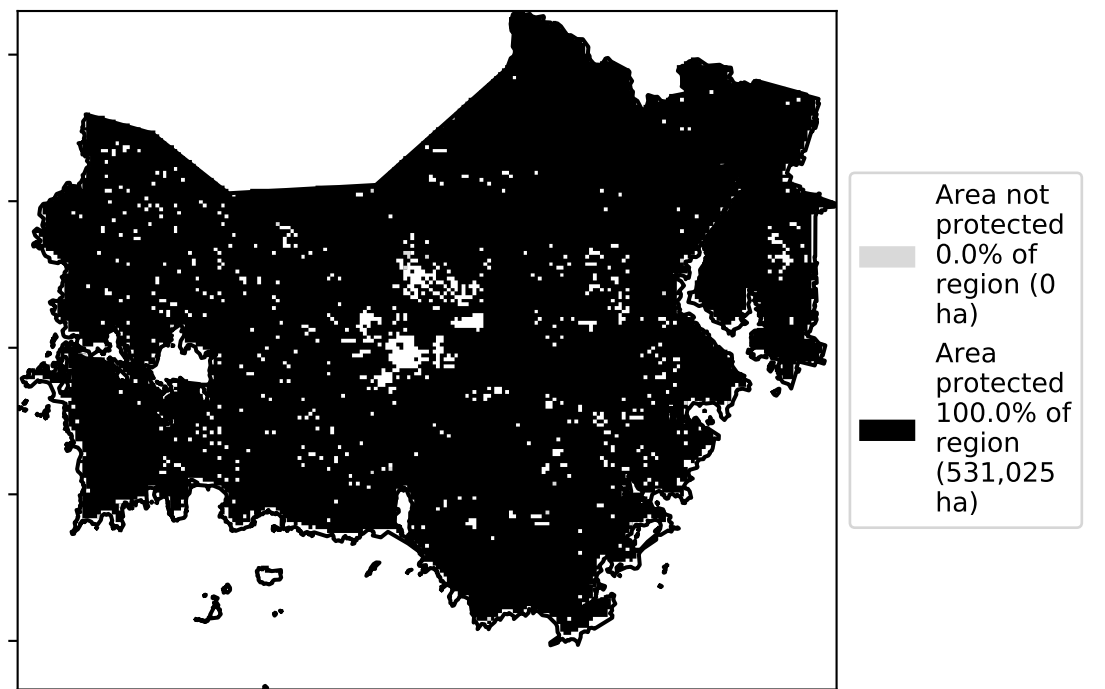 Area not
protected
0.0% of
region (0
ha)
Area
protected
100.0% of
region
(531,025
ha)